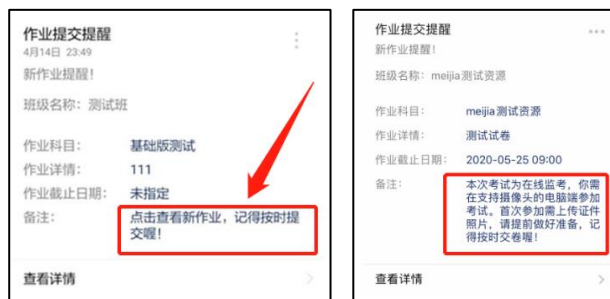 作业提交提醒
4月14日 23:49
新作业提醒！
班级名称：测试班
作业科目： 基础版测试
作业详情： 111
作业截止日期： 未指定
备注： 点击查看新作业，记得按时提
交喔！
查看详情
作业提交提醒
新作业提醒！
班级名称：meijia测试资源
作业科目： meijia测试资源
作业详情： 测试试卷
作业截止日期： 2020-05-25 09:00
备注： 本次考试为在线监考，你需
在支持摄像头的电脑端参加
考试。首次参加需上传证件
照片，请提前做好准备，记
得按时交卷喔！
查看详情